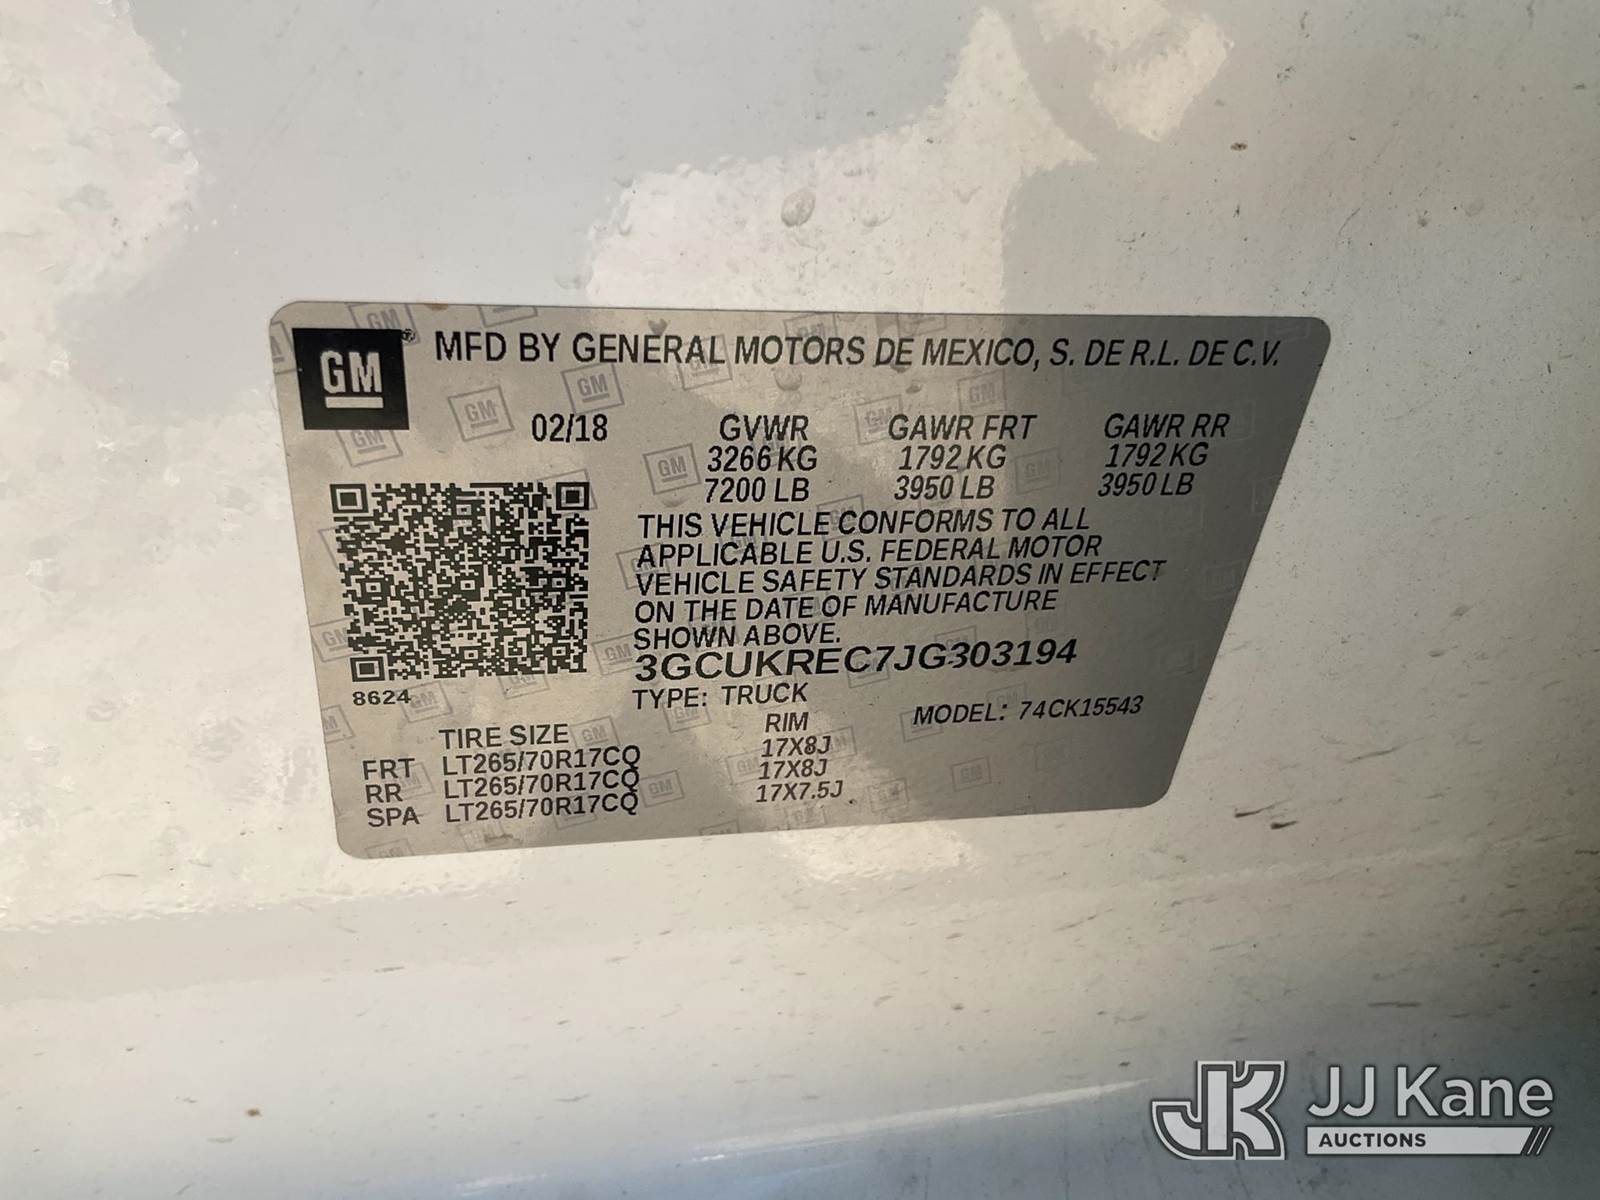 GM® MFD BY GENERAL MOTORS DE MEXICO, S. DE R.L. DE C.V.
02/18 GVWR GAWR FRT GAWR RR
3266 KG 1792 KG 1792 KG
7200 LB 3950 LB 3950 LB
THIS VEHICLE CONFORMS TO ALL
APPLICABLE U.S. FEDERAL MOTOR
VEHICLE SAFETY STANDARDS IN EFFECT
ON THE DATE OF MANUFACTURE
SHOWN ABOVE.
3GCUKREC7JG303194
8624 TYPE: TRUCK MODEL: 74CK15543
TIRE SIZE RIM
FRT LT265/70R17CQ 17X8J
RR LT265/70R17CQ 17X8J
SPA LT265/70R17CQ 17X7.5J
JK JJ Kane
AUCTIONS